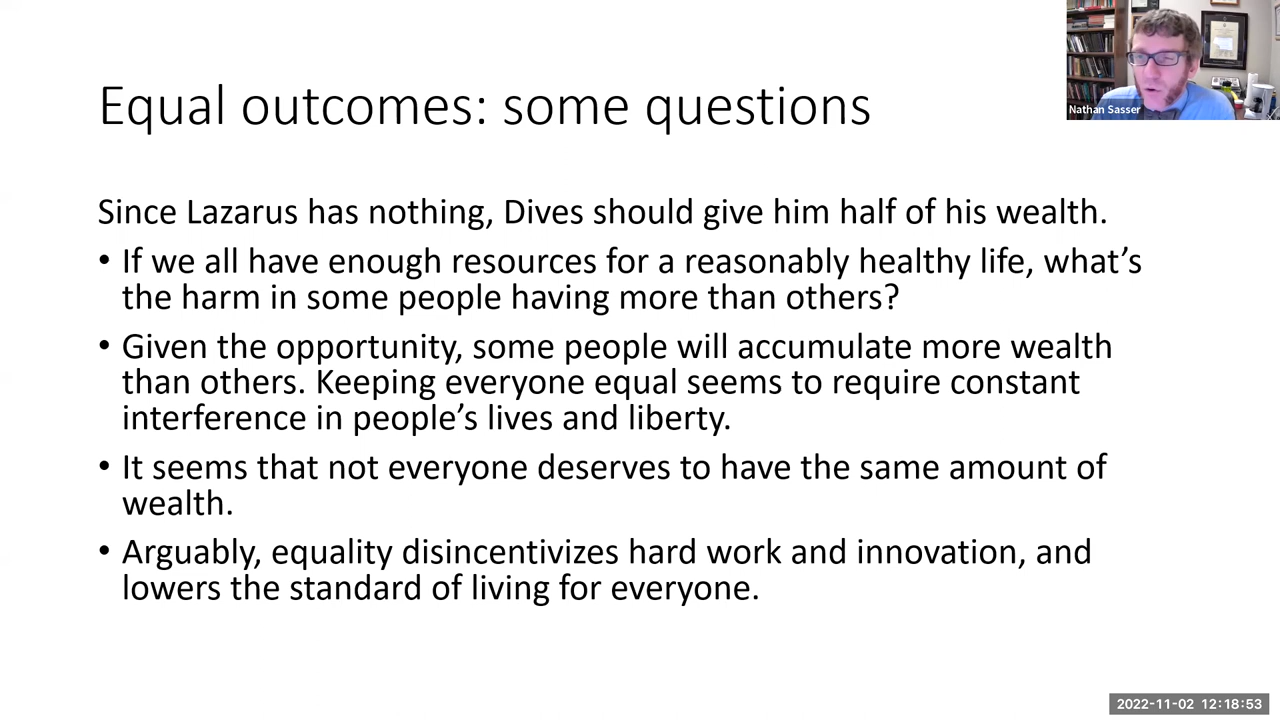 Equal outcomes: some questions
Nathan Sasser
Since Lazarus has nothing, Dives should give him half of his wealth.
• If we all have enough resources for a reasonably healthy life, what’s
the harm in some people having more than others?
• Given the opportunity, some people will accumulate more wealth
than others. Keeping everyone equal seems to require constant
interference in people’s lives and liberty.
• It seems that not everyone deserves to have the same amount of
wealth.
• Arguably, equality disincentivizes hard work and innovation, and
lowers the standard of living for everyone.
2022-11-02 12:18:53